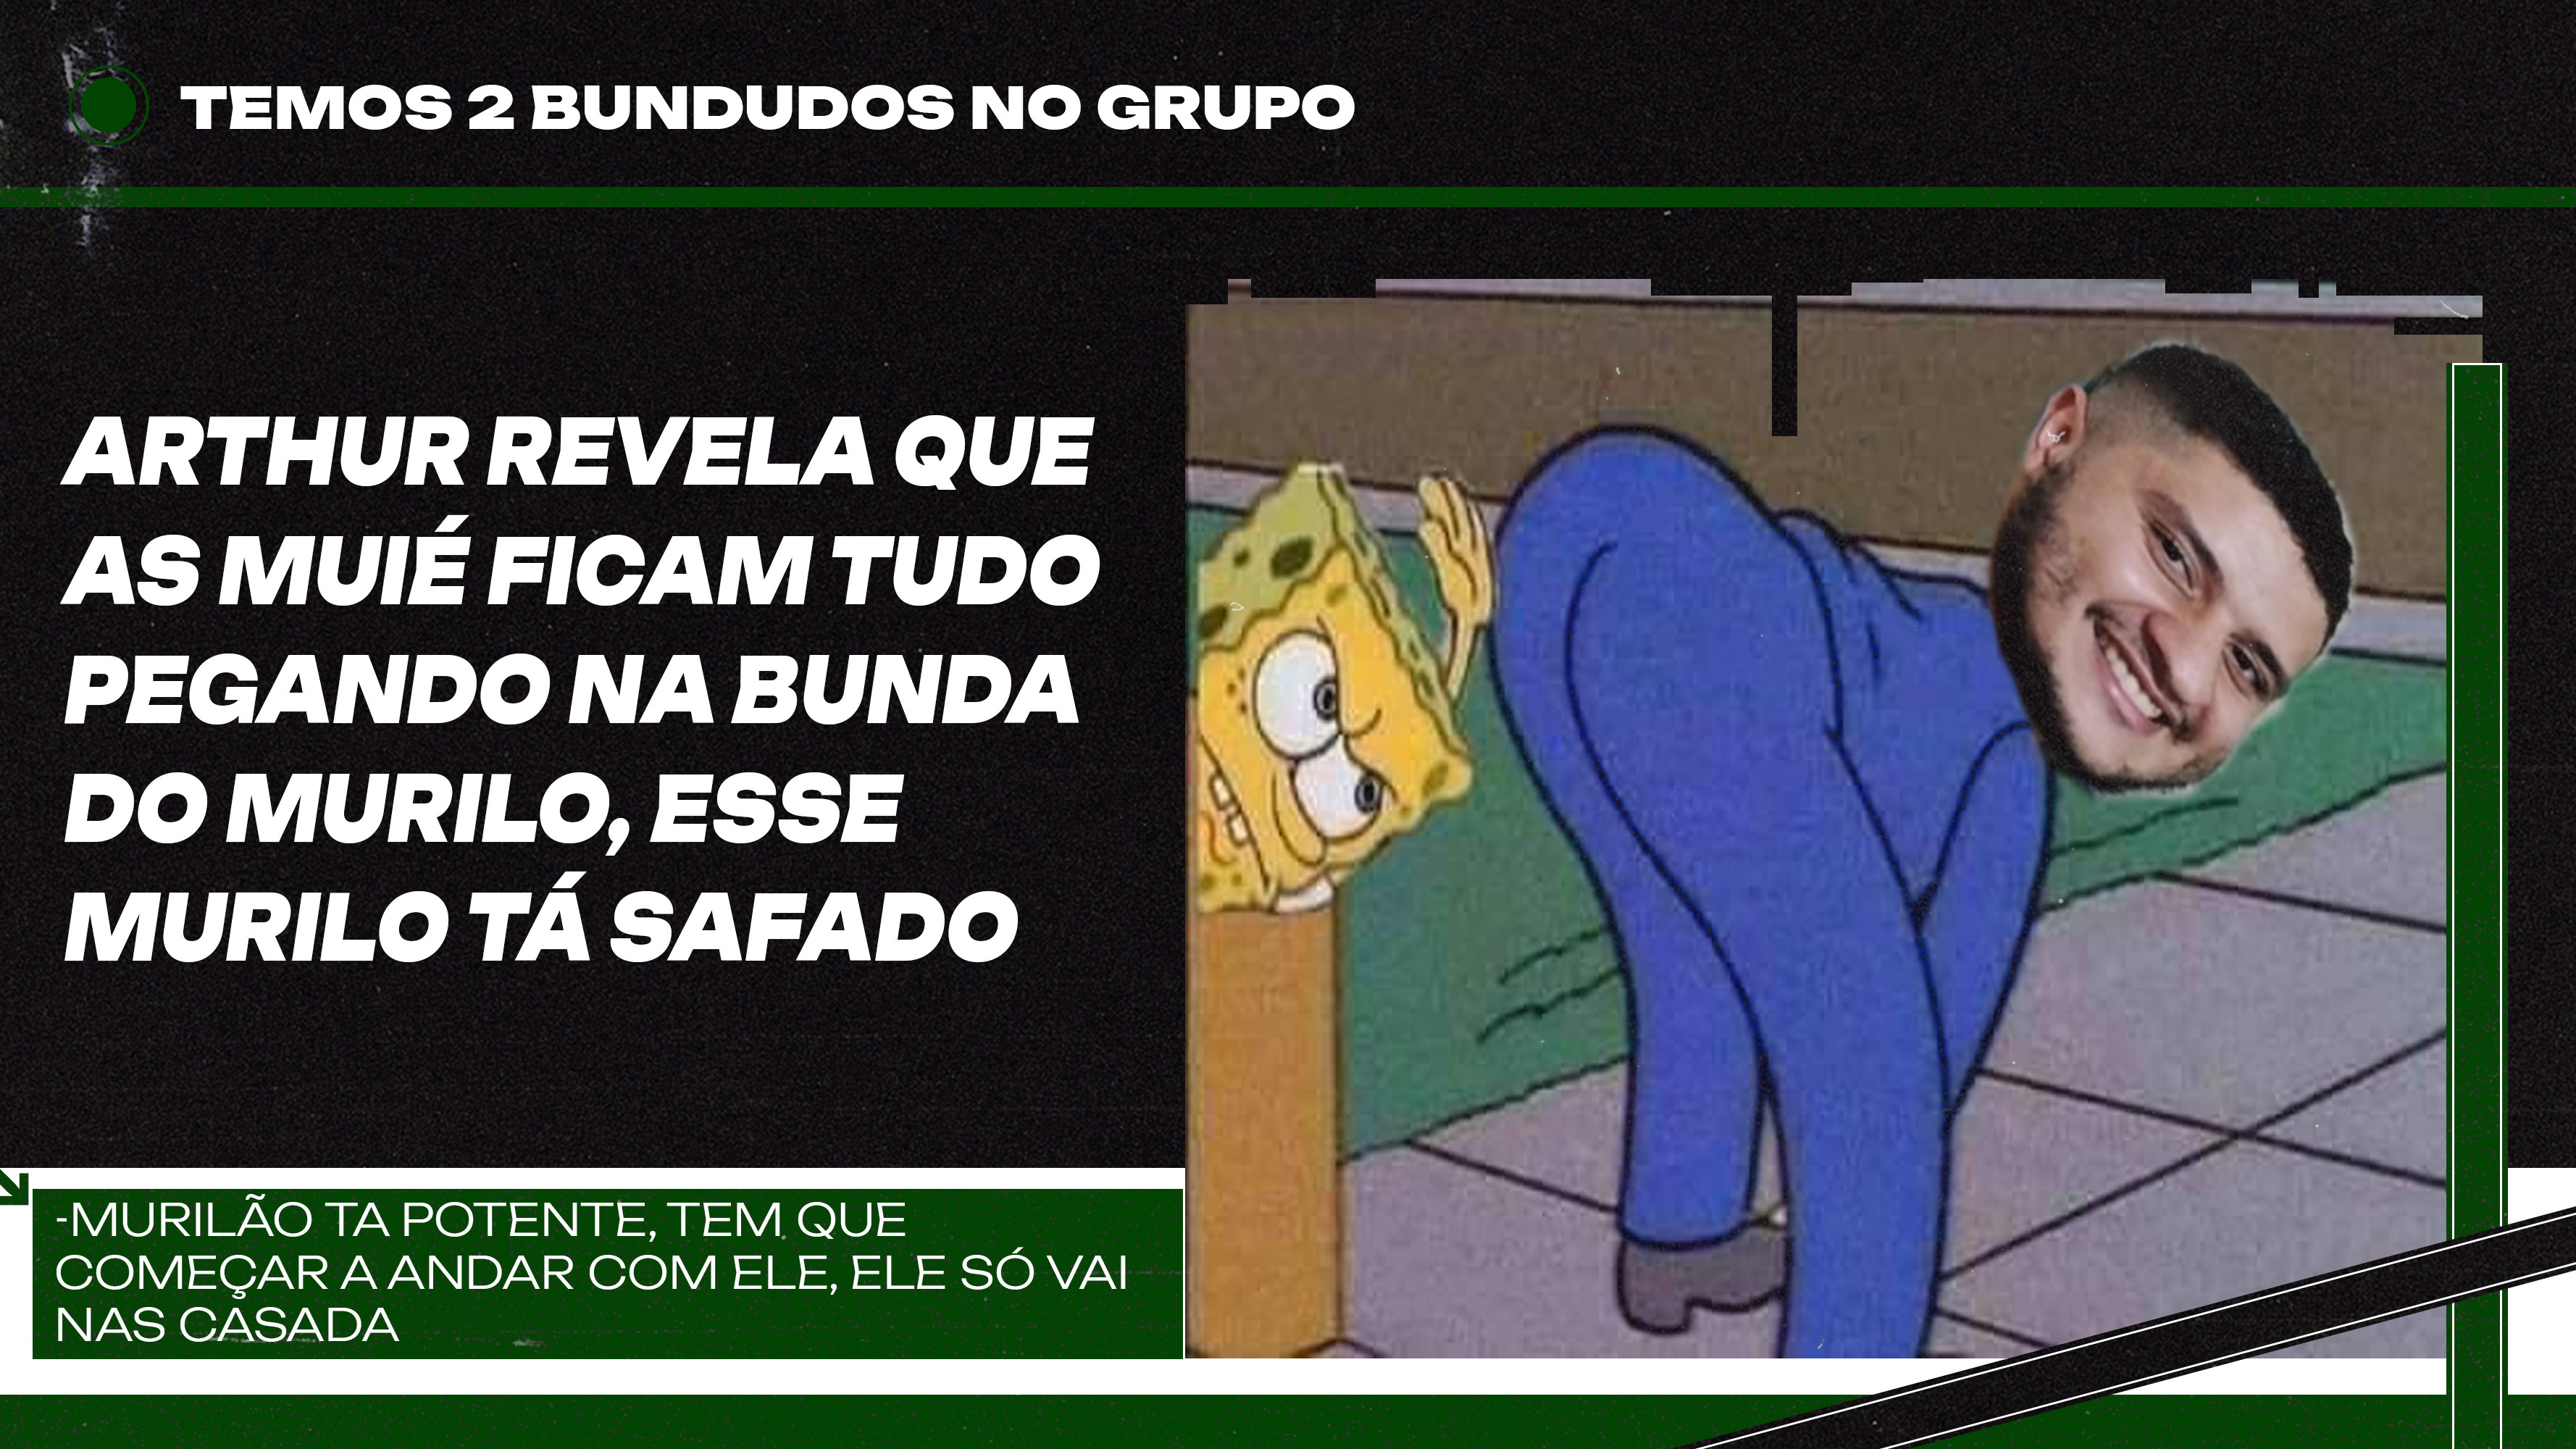 TEMOS 2 BUNDUDOS NO GRUPO
ARTHUR REVELA QUE
AS MUIÉ FICAM TUDO
PEGANDO NA BUNDA
DO MURILO, ESSE
MURILO TÁ SAFADO
-MURILÃO TA POTENTE, TEM QUE
COMEÇAR A ANDAR COM ELE, ELE SÓ VAI
NAS CASADA